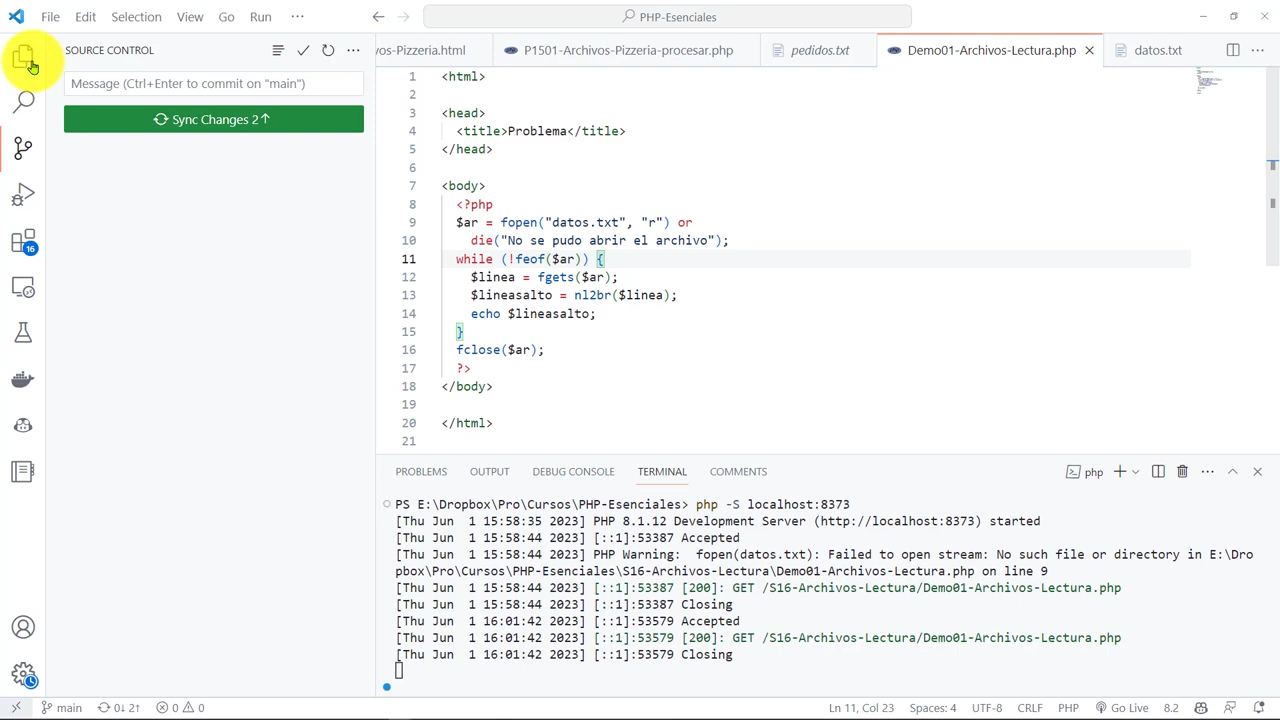 File Edit Selection View Go Run ··· PHP-Esenciales
SOURCE CONTROL
Message (Ctrl+Enter to commit on "main")
Sync Changes 2↑
16
vos-Pizzeria.html P1501-Archivos-Pizzeria-procesar.php pedidos.txt Demo01-Archivos-Lectura.php datos.txt
1 <html>
2
3 <head>
4 <title>Problema</title>
5 </head>
6
7 <body>
8 <?php
9 $ar = fopen("datos.txt", "r") or
10 die("No se pudo abrir el archivo");
11 while (!feof($ar)) {
12 $linea = fgets($ar);
13 $lineasalto = nl2br($linea);
14 echo $lineasalto;
15 }
16 fclose($ar);
17 ?>
18 </body>
19
20 </html>
21
PROBLEMS OUTPUT DEBUG CONSOLE TERMINAL COMMENTS php
PS E:\Dropbox\Pro\Cursos\PHP-Esenciales> php -S localhost:8373
[Thu Jun 1 15:58:35 2023] PHP 8.1.12 Development Server (http://localhost:8373) started
[Thu Jun 1 15:58:44 2023] [::1]:53387 Accepted
[Thu Jun 1 15:58:44 2023] PHP Warning: fopen(datos.txt): Failed to open stream: No such file or directory in E:\Dro
pbox\Pro\Cursos\PHP-Esenciales\S16-Archivos-Lectura\Demo01-Archivos-Lectura.php on line 9
[Thu Jun 1 15:58:44 2023] [::1]:53387 [200]: GET /S16-Archivos-Lectura/Demo01-Archivos-Lectura.php
[Thu Jun 1 15:58:44 2023] [::1]:53387 Closing
[Thu Jun 1 16:01:42 2023] [::1]:53579 Accepted
[Thu Jun 1 16:01:42 2023] [::1]:53579 [200]: GET /S16-Archivos-Lectura/Demo01-Archivos-Lectura.php
[Thu Jun 1 16:01:42 2023] [::1]:53579 Closing
main 0↓ 2↑ 0 0 Ln 11, Col 23 Spaces: 4 UTF-8 CRLF PHP Go Live 8.2